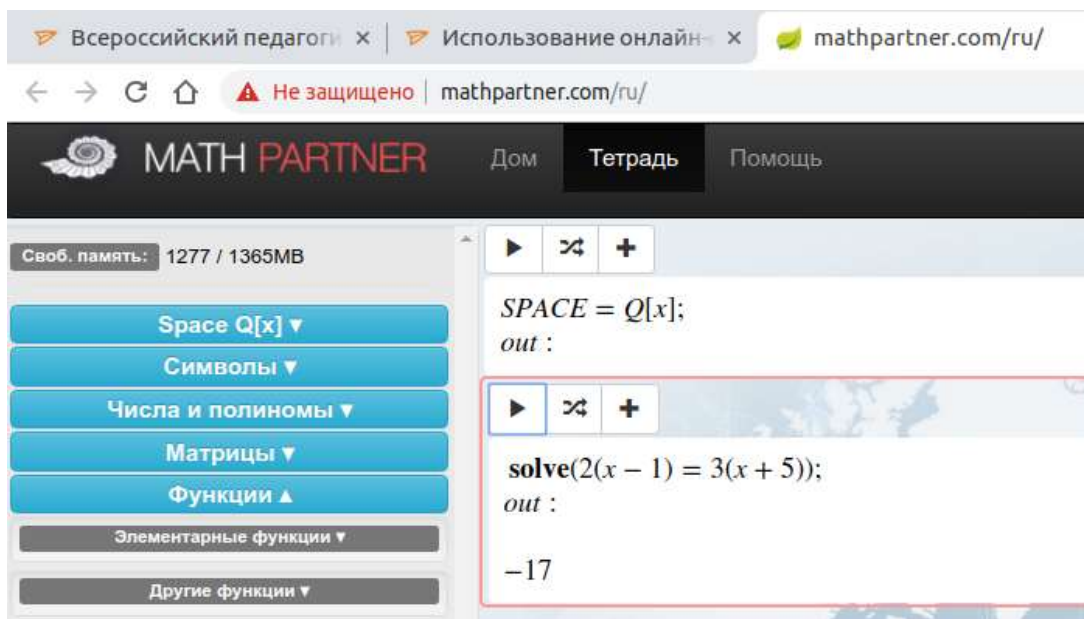 Всероссийский педагоги
Использование онлайн-
mathpartner.com/ru/
Не защищено mathpartner.com/ru/
MATH PARTNER Дом Тетрадь Помощь
Своб. память: 1277 / 1365MB
Space Q[x] ▼
Символы ▼
Числа и полиномы ▼
Матрицы ▼
Функции ▲
Элементарные функции ▼
Другие функции ▼
SPACE = Q[x];
out :
solve(2(x − 1) = 3(x + 5));
out :
−17